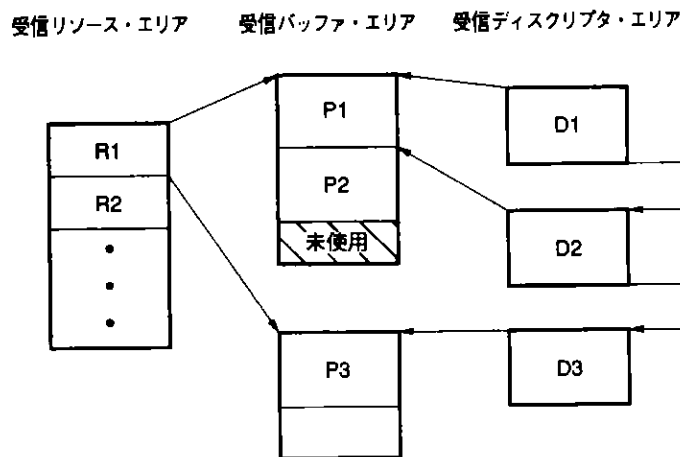 受信リソース・エリア
受信バッファ・エリア
受信ディスクリプタ・エリア
R1
R2
P1
P2
未使用
P3
D1
D2
D3